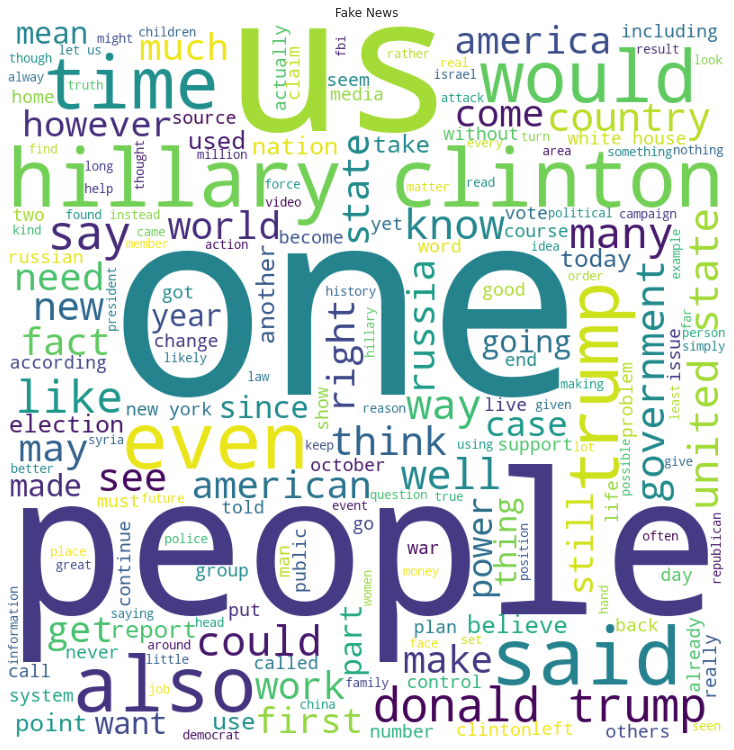 Fake News
mean
might
children
though
let us
alway
truth
short
home
time
much
us
actually
claim
fbi
rather
seem
media
real
israel
attack
america
including
result
look
would
however
source
used
nation
take
come
country
without
turn
white house
find
long
million
help
thought
hillary clinton
force
video
matter
read
every
area
something
nothing
two
kind
found
instead
came
say
world
state
yet
know
vote
political
course
campaign
many
russian
member
action
become
word
idea
today
example
need
new
president
got
year
change
likely
another
one
history
right
russia
good
going
end
order
government
united state
far
person
simply
issue
fact
according
like
law
hillary
making
trump
election
new york
since
show
reason
way
live
given
case
support
problem
least
may
syria
even
keep
think
using
lot
possible
give
better
made
see
october
american
well
question
true
must
future
told
event
people
go
power
thing
still
life
often
republican
place
great
continue
police
group
man
public
war
money
position
day
women
hand
information
saying
head
put
part
plan
believe
back
already
really
get
report
never
around
little
could
make
said
call
also
called
work
face
set
control
system
job
family
donald trump
point
want
use
first
china
number
clinton
left
others
seen
democrat